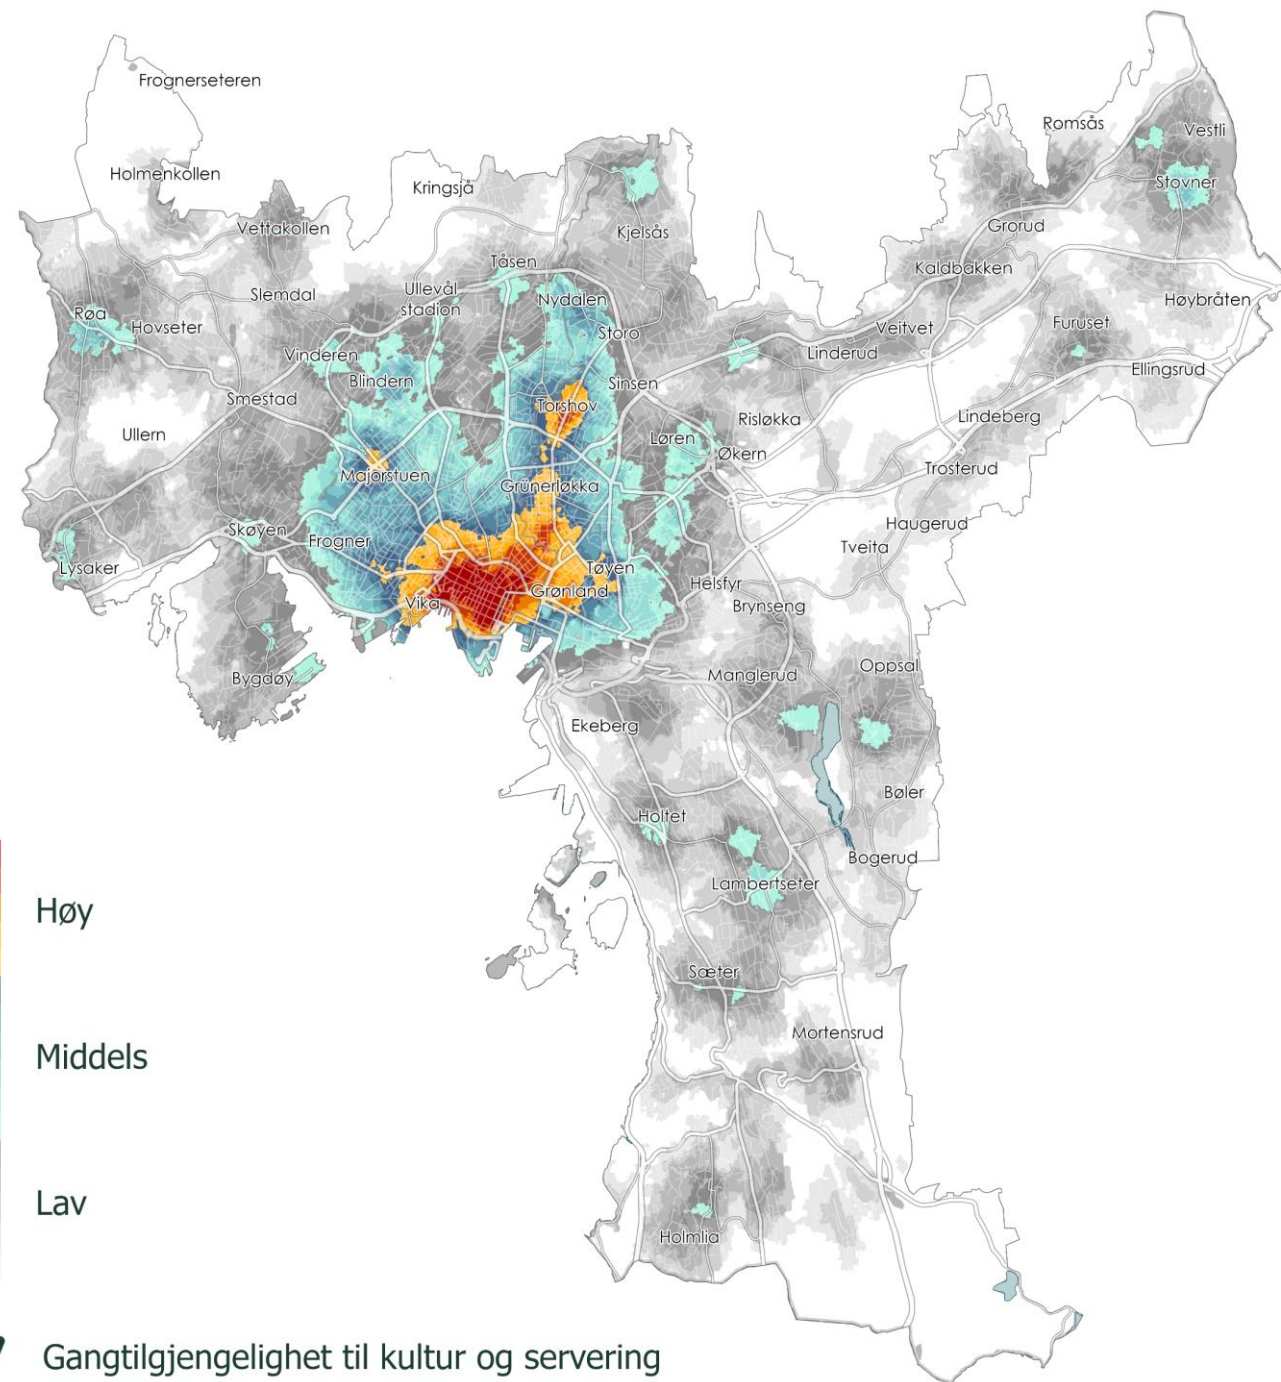 Frognerseteren
Romsås
Vestli
Holmenkollen
Kringsjå
Stovner
Vettakollen
Kjelsås
Grorud
Tåsen
Kaldbakken
Slemdal
Ullevål
stadion
Nydalen
Høybråten
Røa
Hovseter
Storo
Veitvet
Furuset
Vinderen
Linderud
Blindern
Sinsen
Ellingsrud
Smestad
Torshov
Risløkka
Lindeberg
Ullern
Løren
Økern
Majorstuen
Trosterud
Grünerløkka
Skøyen
Frogner
Haugerud
Tveita
Lysaker
Tøyen
Helsfyr
Grønland
Vika
Brynseng
Bygdøy
Manglerud
Oppsal
Ekeberg
Bøler
Holtet
Bogerud
Lambertseter
Høy
Sæter
Mortensrud
Middels
Lav
Holmlia
Gangtilgjengelighet til kultur og servering